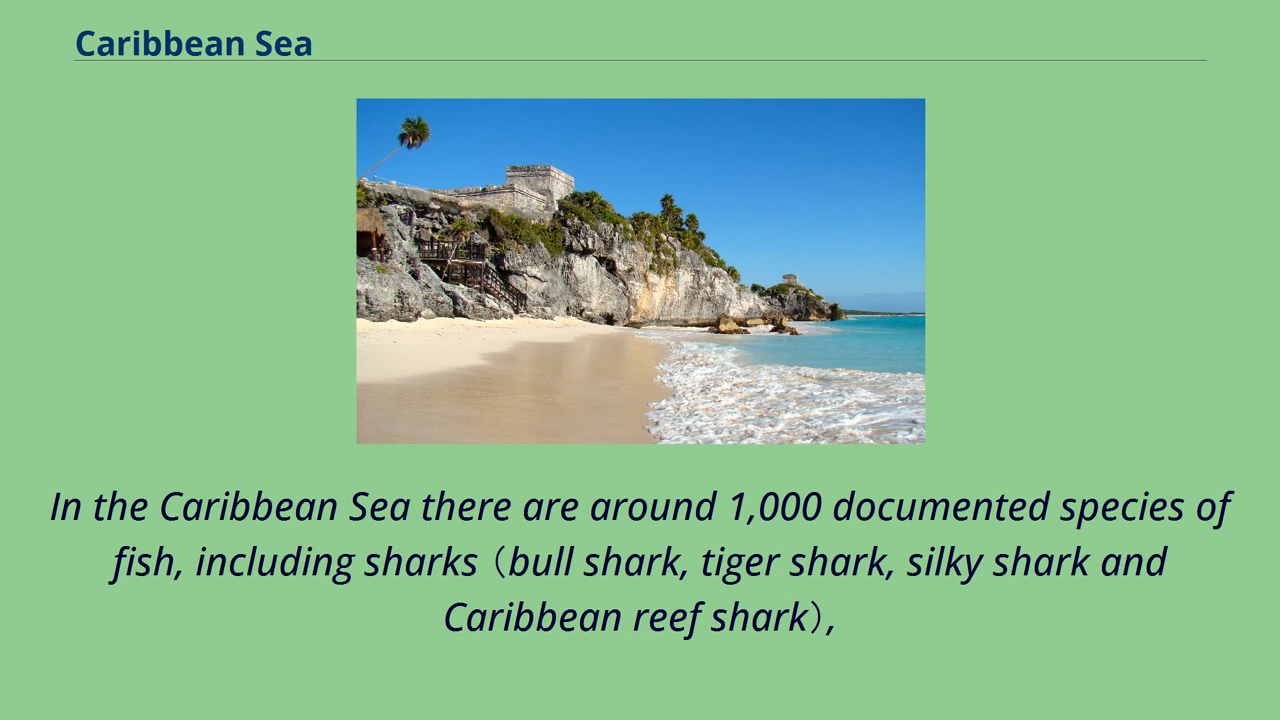 Caribbean Sea
In the Caribbean Sea there are around 1,000 documented species of
fish, including sharks（bull shark, tiger shark, silky shark and
Caribbean reef shark）,